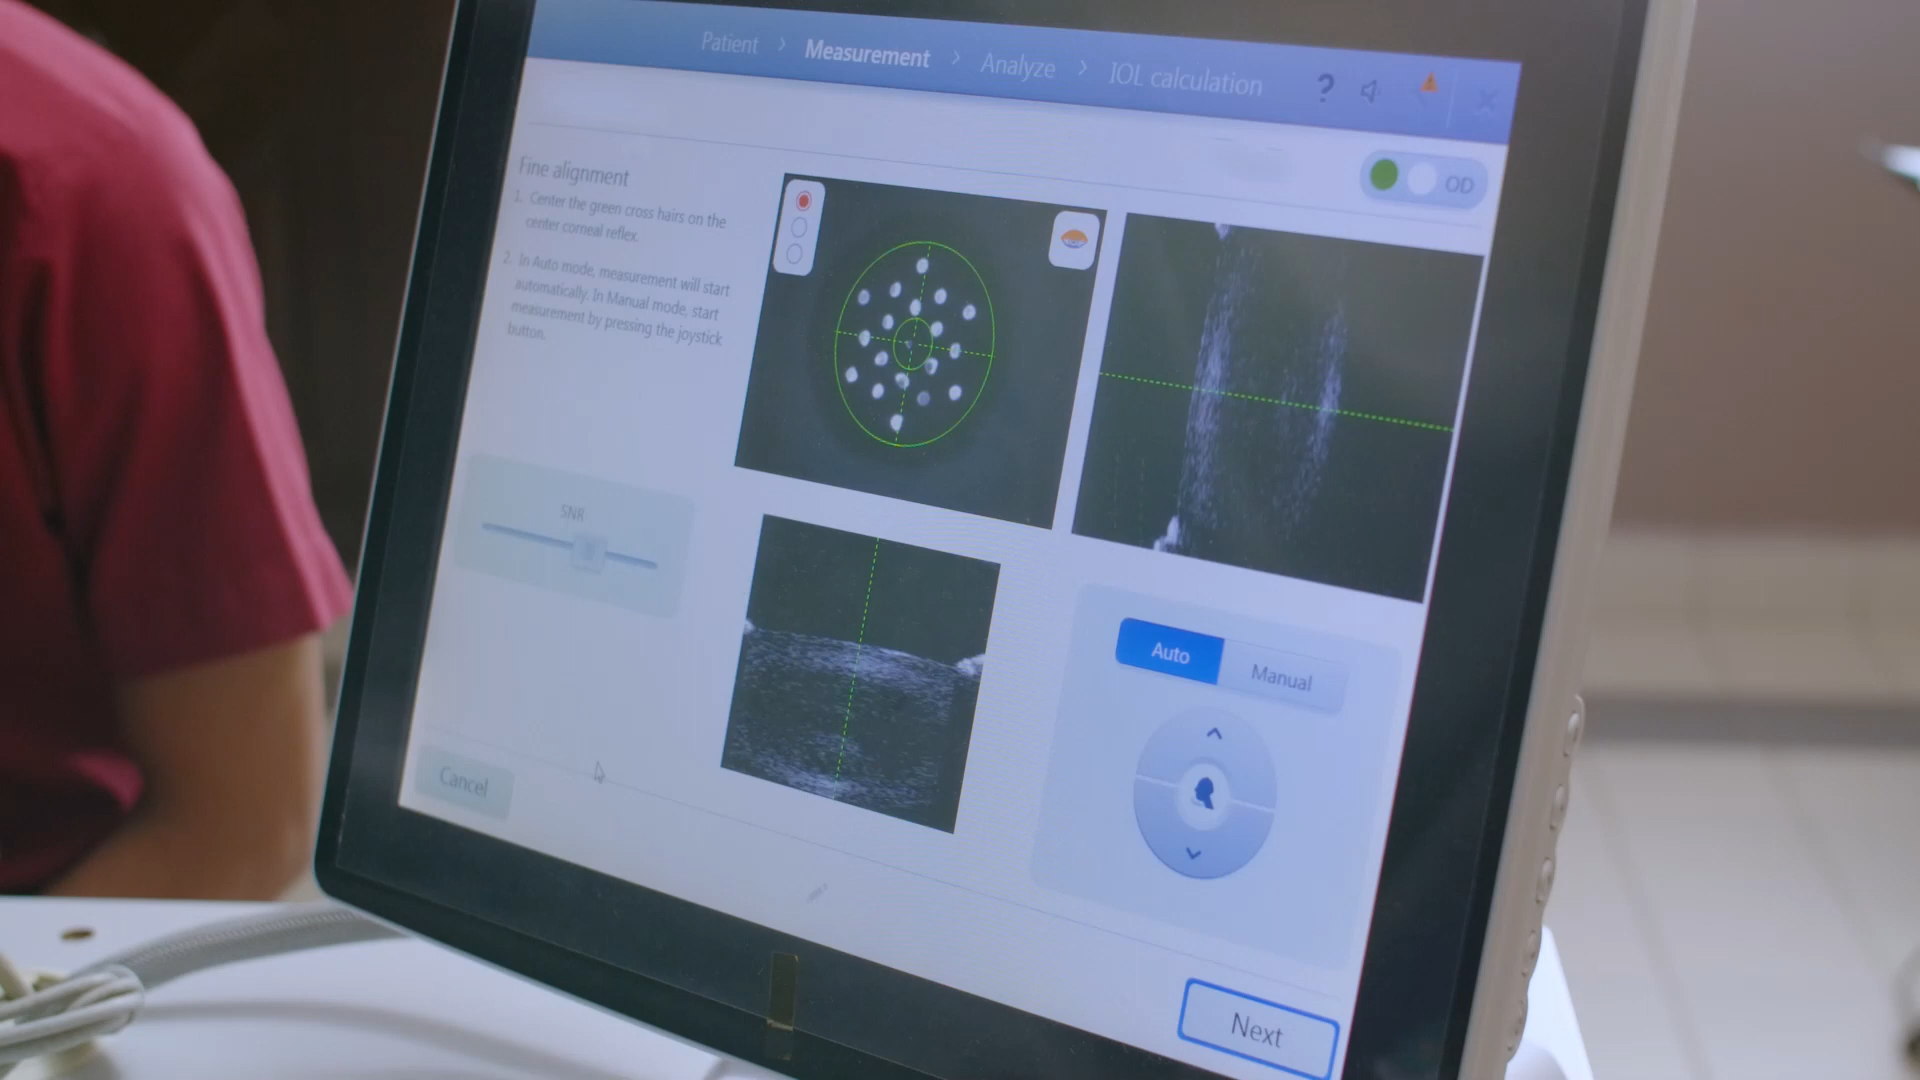 Patient > Measurement > Analyze > IOL calculation ?
OD
Fine alignment
1. Center the green cross hairs on the
center corneal reflex.
2. In Auto mode, measurement will start
automatically. In Manual mode, start
measurement by pressing the joystick
button.
SNR
Auto Manual
Cancel
Next